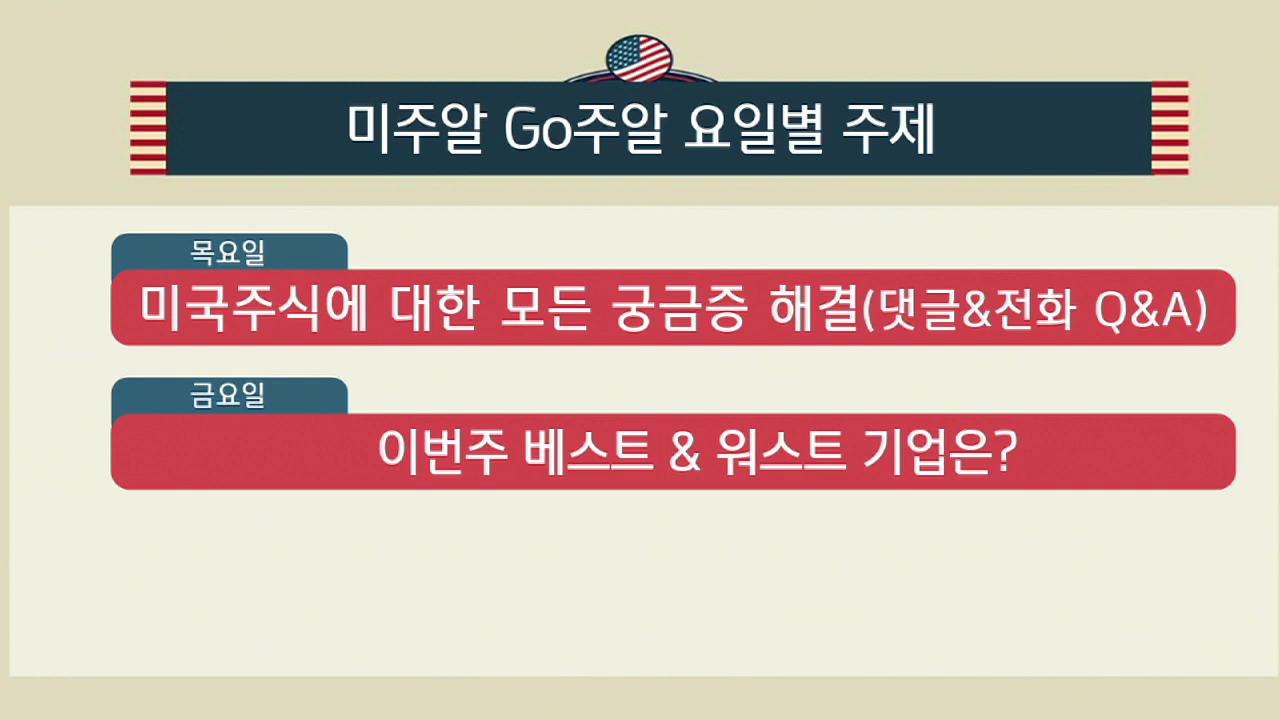 미주알 Go주알 요일별 주제
목요일
미국주식에 대한 모든 궁금증 해결(댓글&전화 Q&A)
금요일
이번주 베스트 & 워스트 기업은?